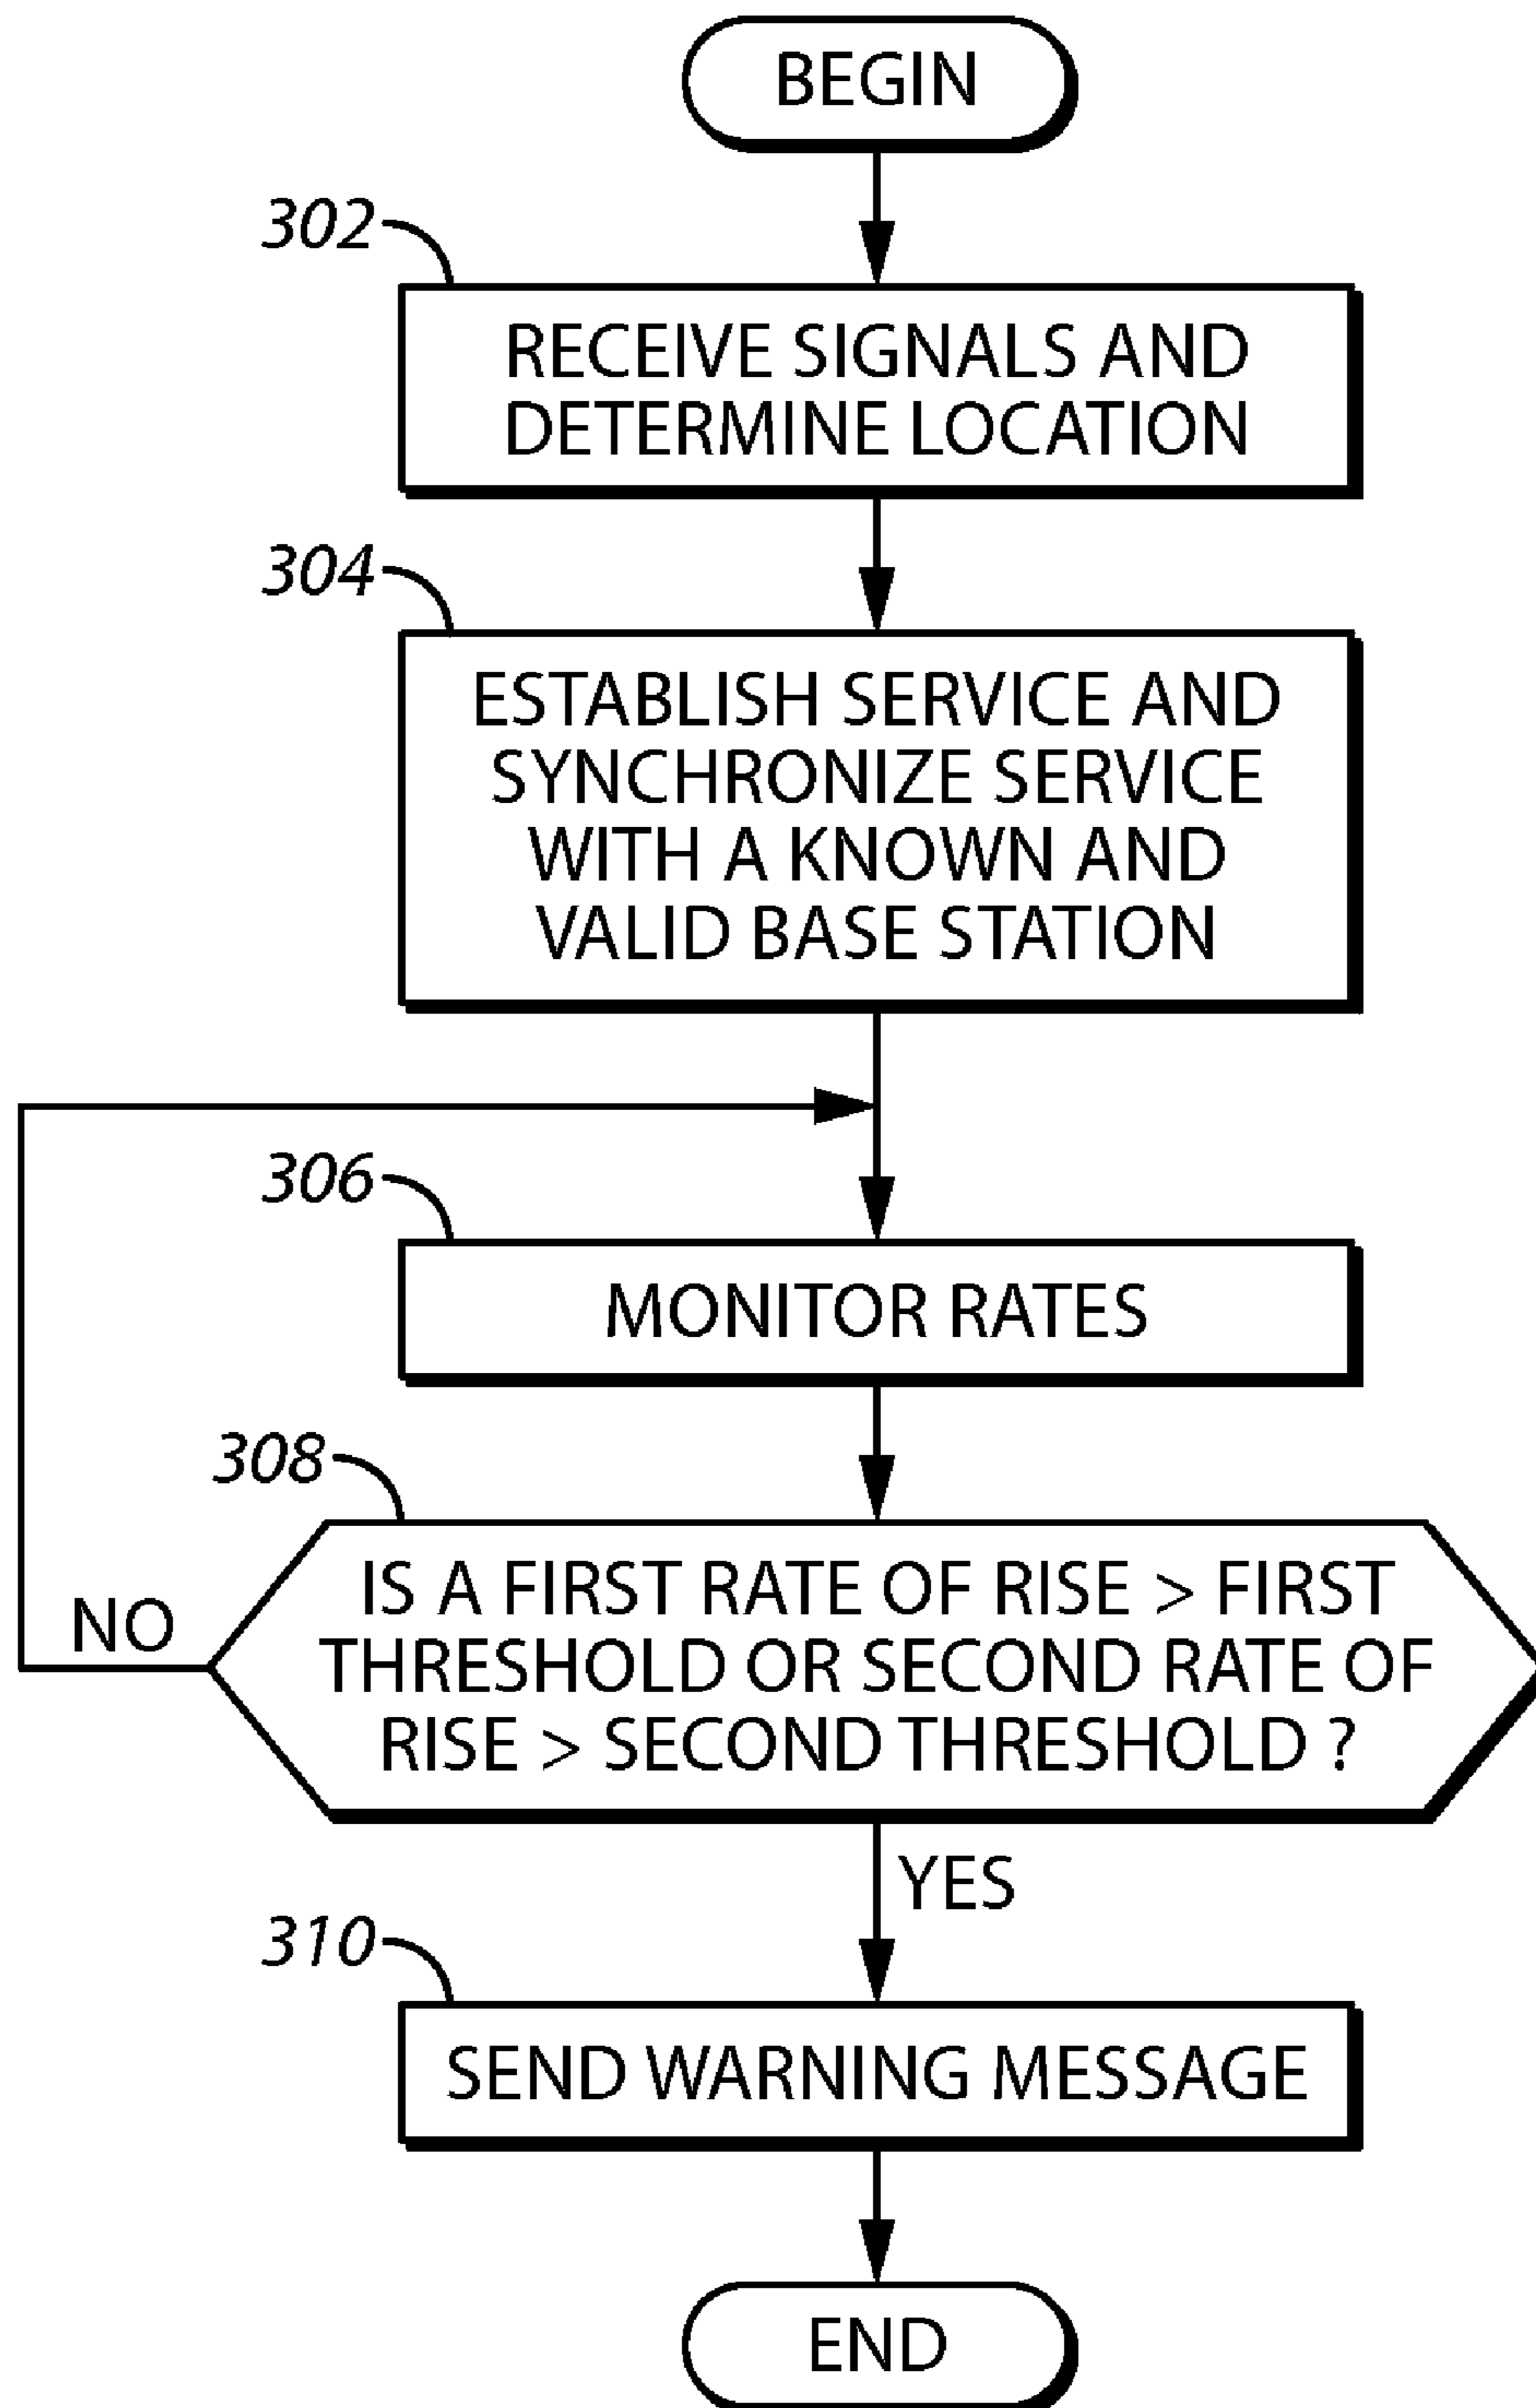 BEGIN
302
RECEIVE SIGNALS AND
DETERMINE LOCATION
304
ESTABLISH SERVICE AND
SYNCHRONIZE SERVICE
WITH A KNOWN AND
VALID BASE STATION
306
MONITOR RATES
308
IS A FIRST RATE OF RISE > FIRST
THRESHOLD OR SECOND RATE OF
RISE > SECOND THRESHOLD ?
NO
YES
310
SEND WARNING MESSAGE
END